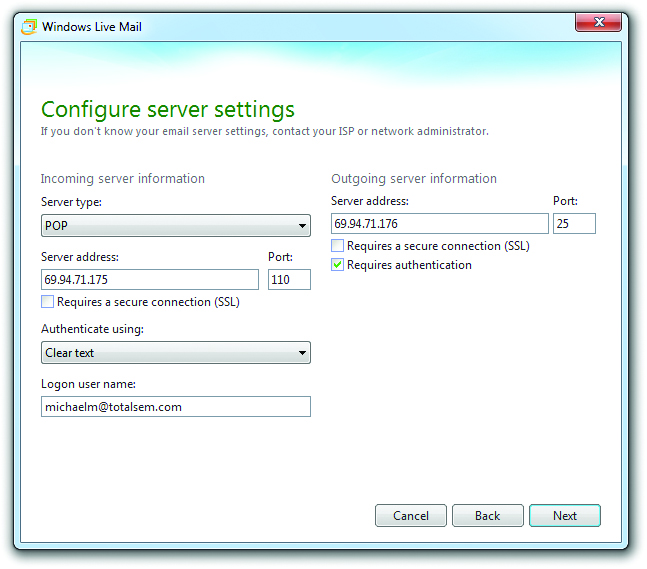 Windows Live Mail
Configure server settings
If you don't know your email server settings, contact your ISP or network administrator.
Incoming server information
Server type:
POP
Server address:
Port:
69.94.71.175
110
Requires a secure connection (SSL)
Authenticate using:
Clear text
Logon user name:
michaelm@totalsem.com
Outgoing server information
Server address:
Port:
69.94.71.176
25
Requires a secure connection (SSL)
Requires authentication
Cancel
Back
Next